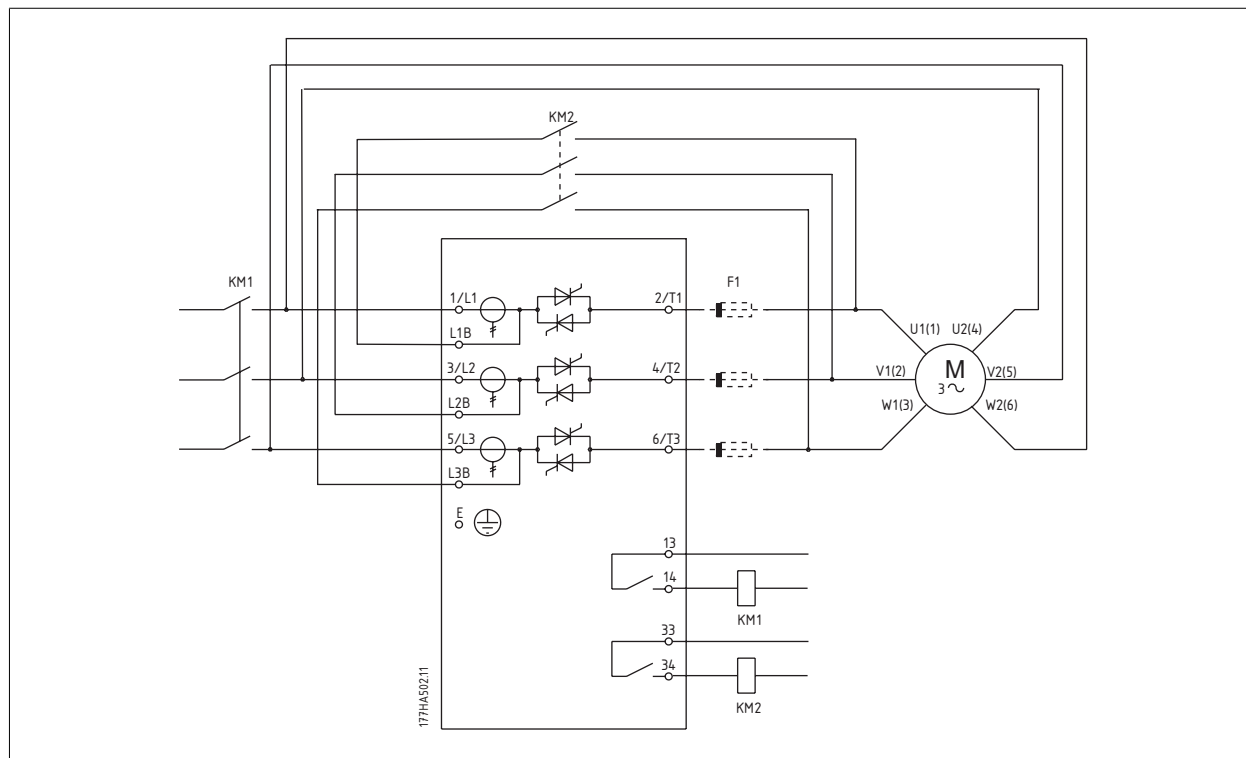 KM2
KM1
1/L1
2/T1
F1
L1B
U1(1) U2(4)
3/L2
4/T2
V1(2)
M
3
V2(5)
L2B
W1(3)
W2(6)
5/L3
6/T3
L3B
E
13
14
KM1
33
34
KM2
177HA502.11